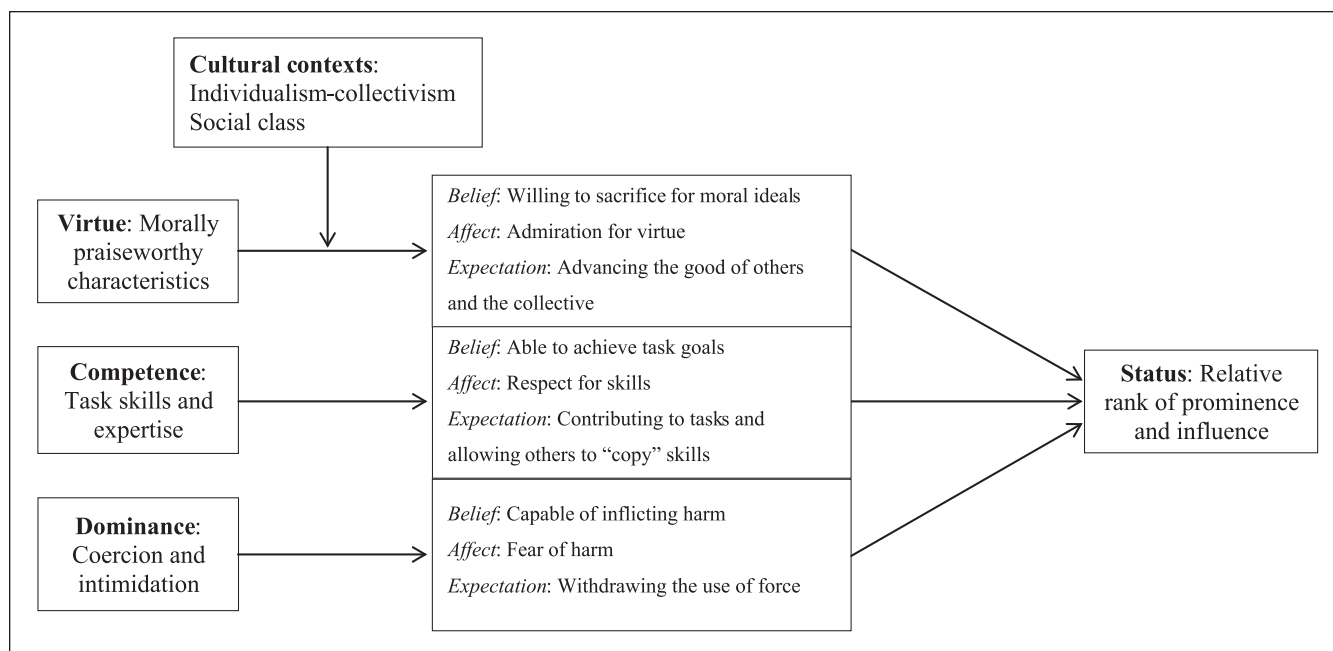 Cultural contexts:
Individualism-collectivism
Social class
Virtue: Morally
praiseworthy
characteristics
Belief: Willing to sacrifice for moral ideals
Affect: Admiration for virtue
Expectation: Advancing the good of others
and the collective
Competence:
Task skills and
expertise
Belief: Able to achieve task goals
Affect: Respect for skills
Expectation: Contributing to tasks and
allowing others to “copy” skills
Dominance:
Coercion and
intimidation
Belief: Capable of inflicting harm
Affect: Fear of harm
Expectation: Withdrawing the use of force
Status: Relative
rank of prominence
and influence